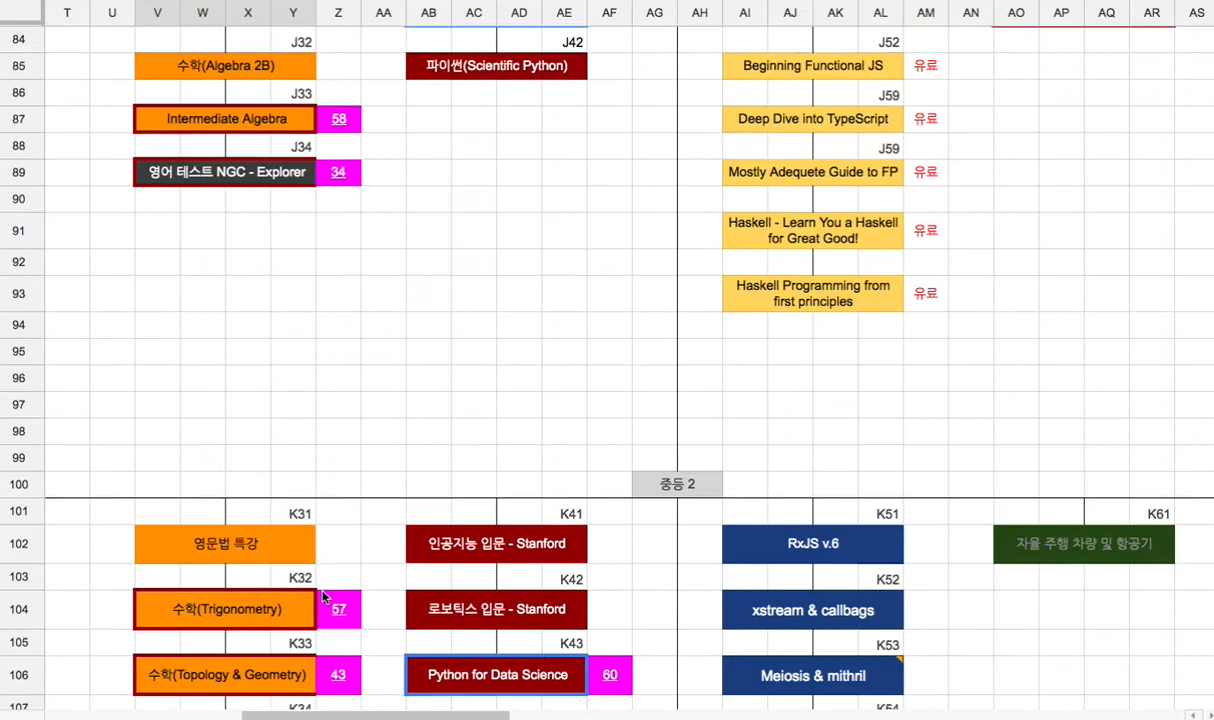 T U V W X Y Z AA AB AC AD AE AF AG AH AI AJ AK AL AM AN AO AP AQ AR AS
84 J32 J42 J52
85 수학(Algebra 2B) 파이썬(Scientific Python) Beginning Functional JS 유료
86 J33 J59
87 Intermediate Algebra 58 Deep Dive into TypeScript 유료
88 J34 J59
89 영어 테스트 NGC - Explorer 34 Mostly Adequete Guide to FP 유료
90
91 Haskell - Learn You a Haskell for Great Good! 유료
92
93 Haskell Programming from first principles 유료
94
95
96
97
98
99
100 중등 2
101 K31 K41 K51 K61
102 영문법 특강 인공지능 입문 - Stanford RxJS v.6 자율 주행 차량 및 항공기
103 K32 K42 K52
104 수학(Trigonometry) 57 로보틱스 입문 - Stanford xstream & callbags
105 K33 K43 K53
106 수학(Topology & Geometry) 43 Python for Data Science 60 Meiosis & mithril
107 K34 K54